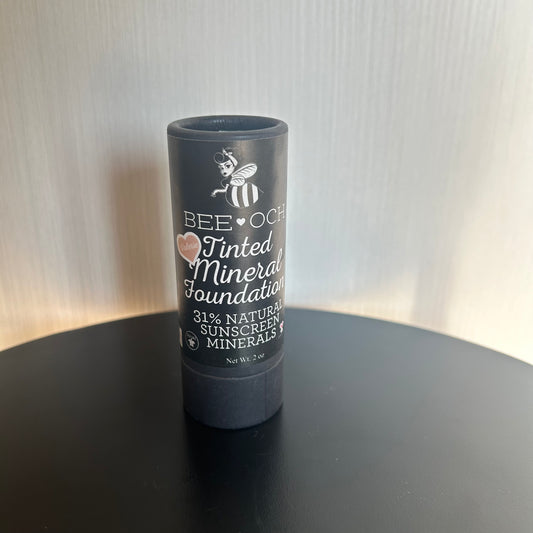 BEE ♥ OCH
Tinted
Mineral
Foundation
31% NATURAL
SUNSCREEN
MINERALS
Net Wt. 2 oz